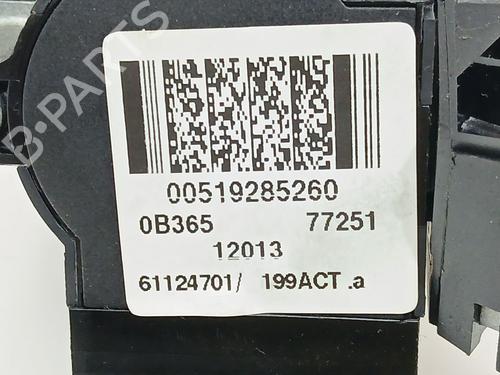 B-PARTS
00519285260
0B365 77251
12013
61124701/ 199ACT .a